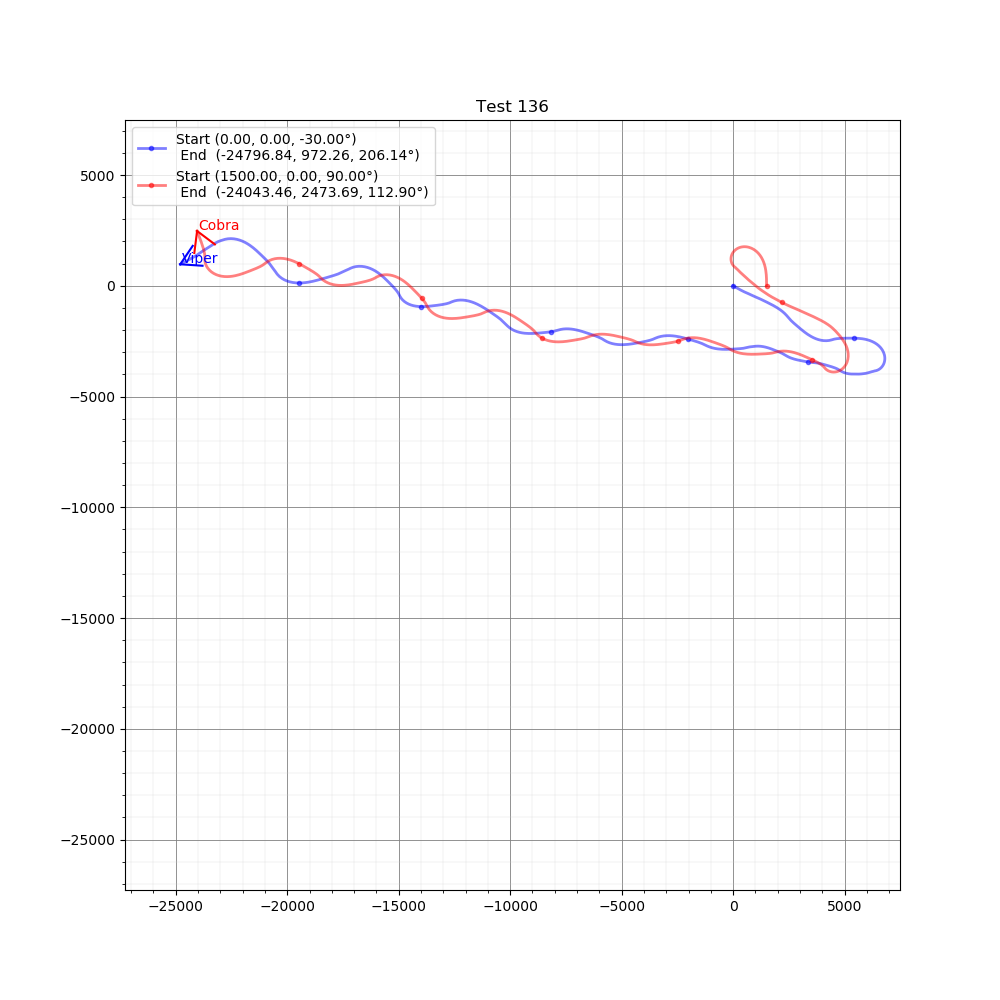 Test 136
Start (0.00, 0.00, -30.00°)
End  (-24796.84, 972.26, 206.14°)
Start (1500.00, 0.00, 90.00°)
End  (-24043.46, 2473.69, 112.90°)
5000
Cobra
Viper
0
−5000
−10000
−15000
−20000
−25000
−25000 −20000 −15000 −10000 −5000 0 5000